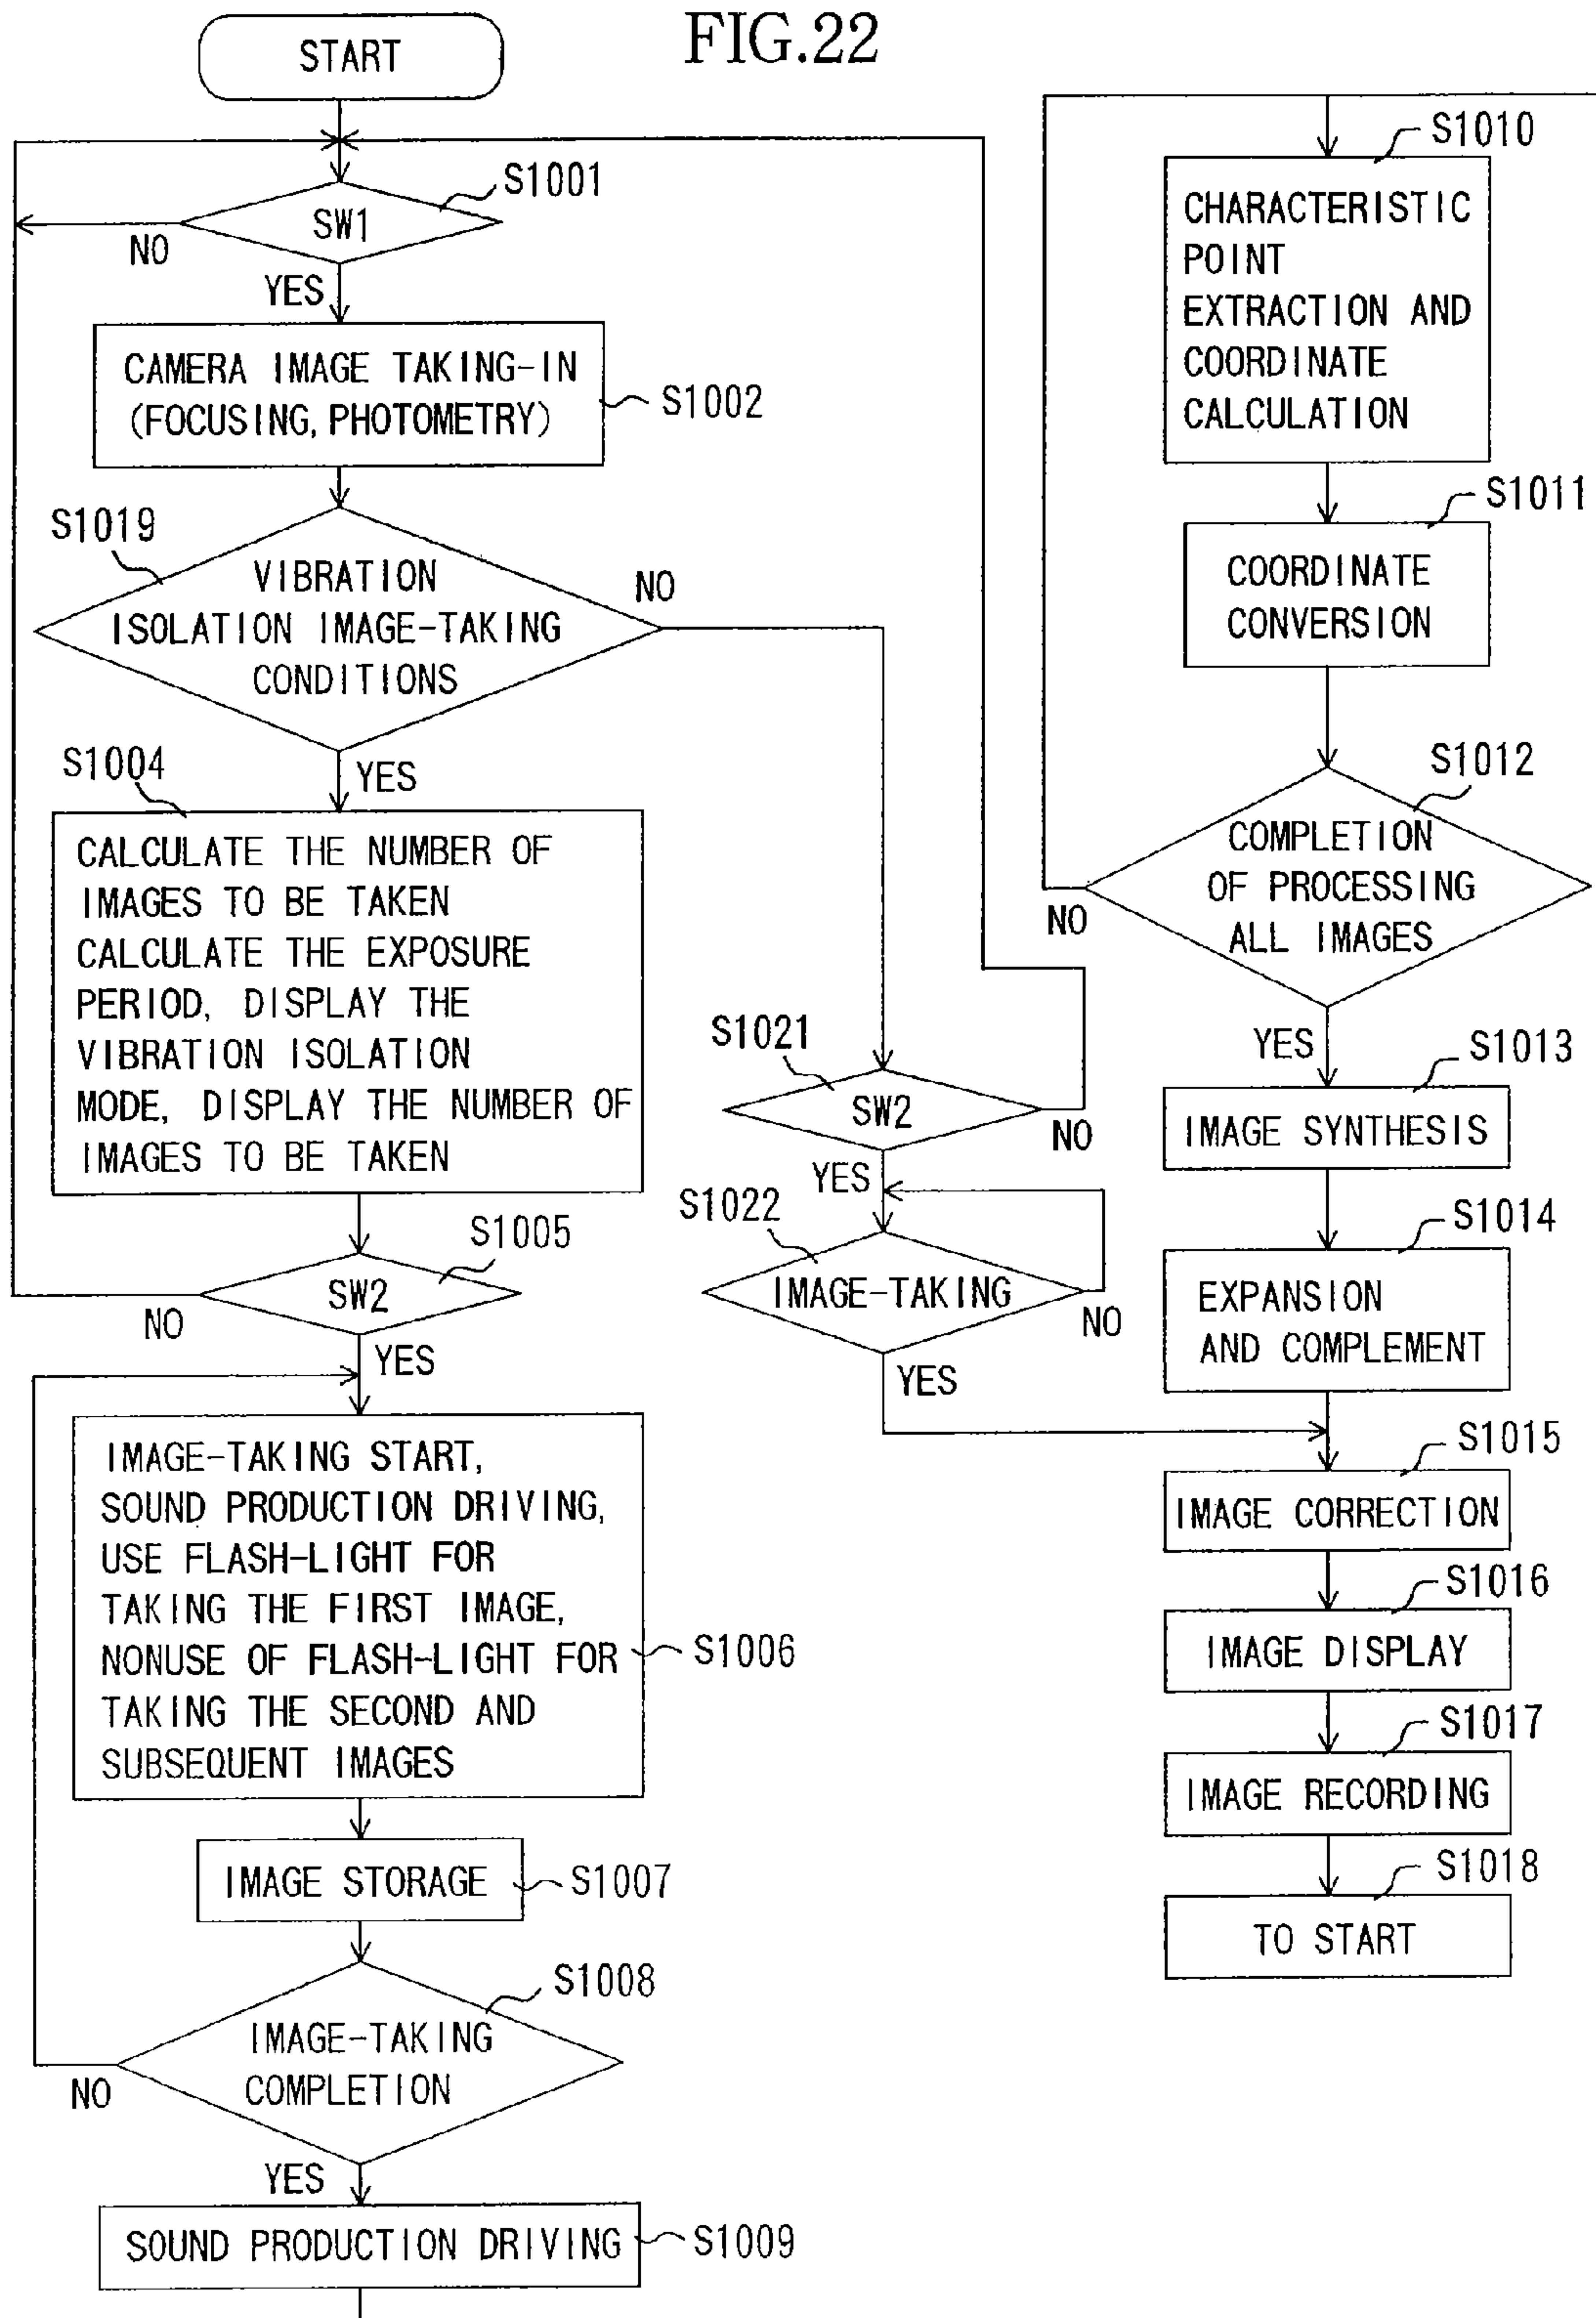 FIG.22
START
S1001
SW1
NO
YES
CAMERA IMAGE TAKING-IN
(FOCUSING, PHOTOMETRY)
S1002
S1019
VIBRATION
ISOLATION IMAGE-TAKING
CONDITIONS
NO
YES
S1004
CALCULATE THE NUMBER OF
IMAGES TO BE TAKEN
CALCULATE THE EXPOSURE
PERIOD, DISPLAY THE
VIBRATION ISOLATION
MODE, DISPLAY THE NUMBER OF
IMAGES TO BE TAKEN
S1005
SW2
NO
YES
IMAGE-TAKING START,
SOUND PRODUCTION DRIVING,
USE FLASH-LIGHT FOR
TAKING THE FIRST IMAGE,
NONUSE OF FLASH-LIGHT FOR
TAKING THE SECOND AND
SUBSEQUENT IMAGES
S1006
IMAGE STORAGE
S1007
S1008
IMAGE-TAKING
COMPLETION
NO
YES
SOUND PRODUCTION DRIVING
S1009
S1021
SW2
NO
YES
S1022
IMAGE-TAKING
NO
YES
S1010
CHARACTERISTIC
POINT
EXTRACTION AND
COORDINATE
CALCULATION
S1011
COORDINATE
CONVERSION
S1012
COMPLETION
OF PROCESSING
ALL IMAGES
NO
YES
S1013
IMAGE SYNTHESIS
S1014
EXPANSION
AND COMPLEMENT
S1015
IMAGE CORRECTION
S1016
IMAGE DISPLAY
S1017
IMAGE RECORDING
S1018
TO START